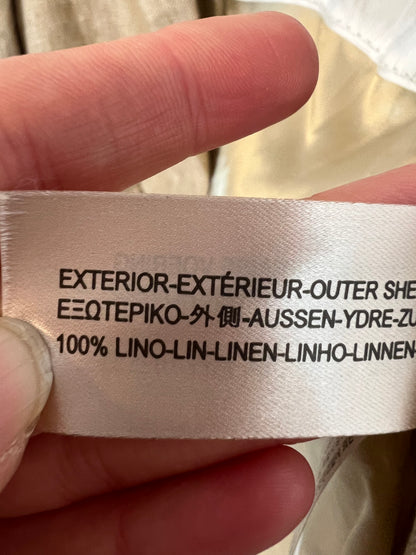 EXTERIOR-EXTÉRIEUR-OUTER SHE
ΕΞΩΤΕΡΙΚΟ-外側-AUSSEN-YDRE-ZU
100% LINO-LIN-LINEN-LINHO-LINNEN-